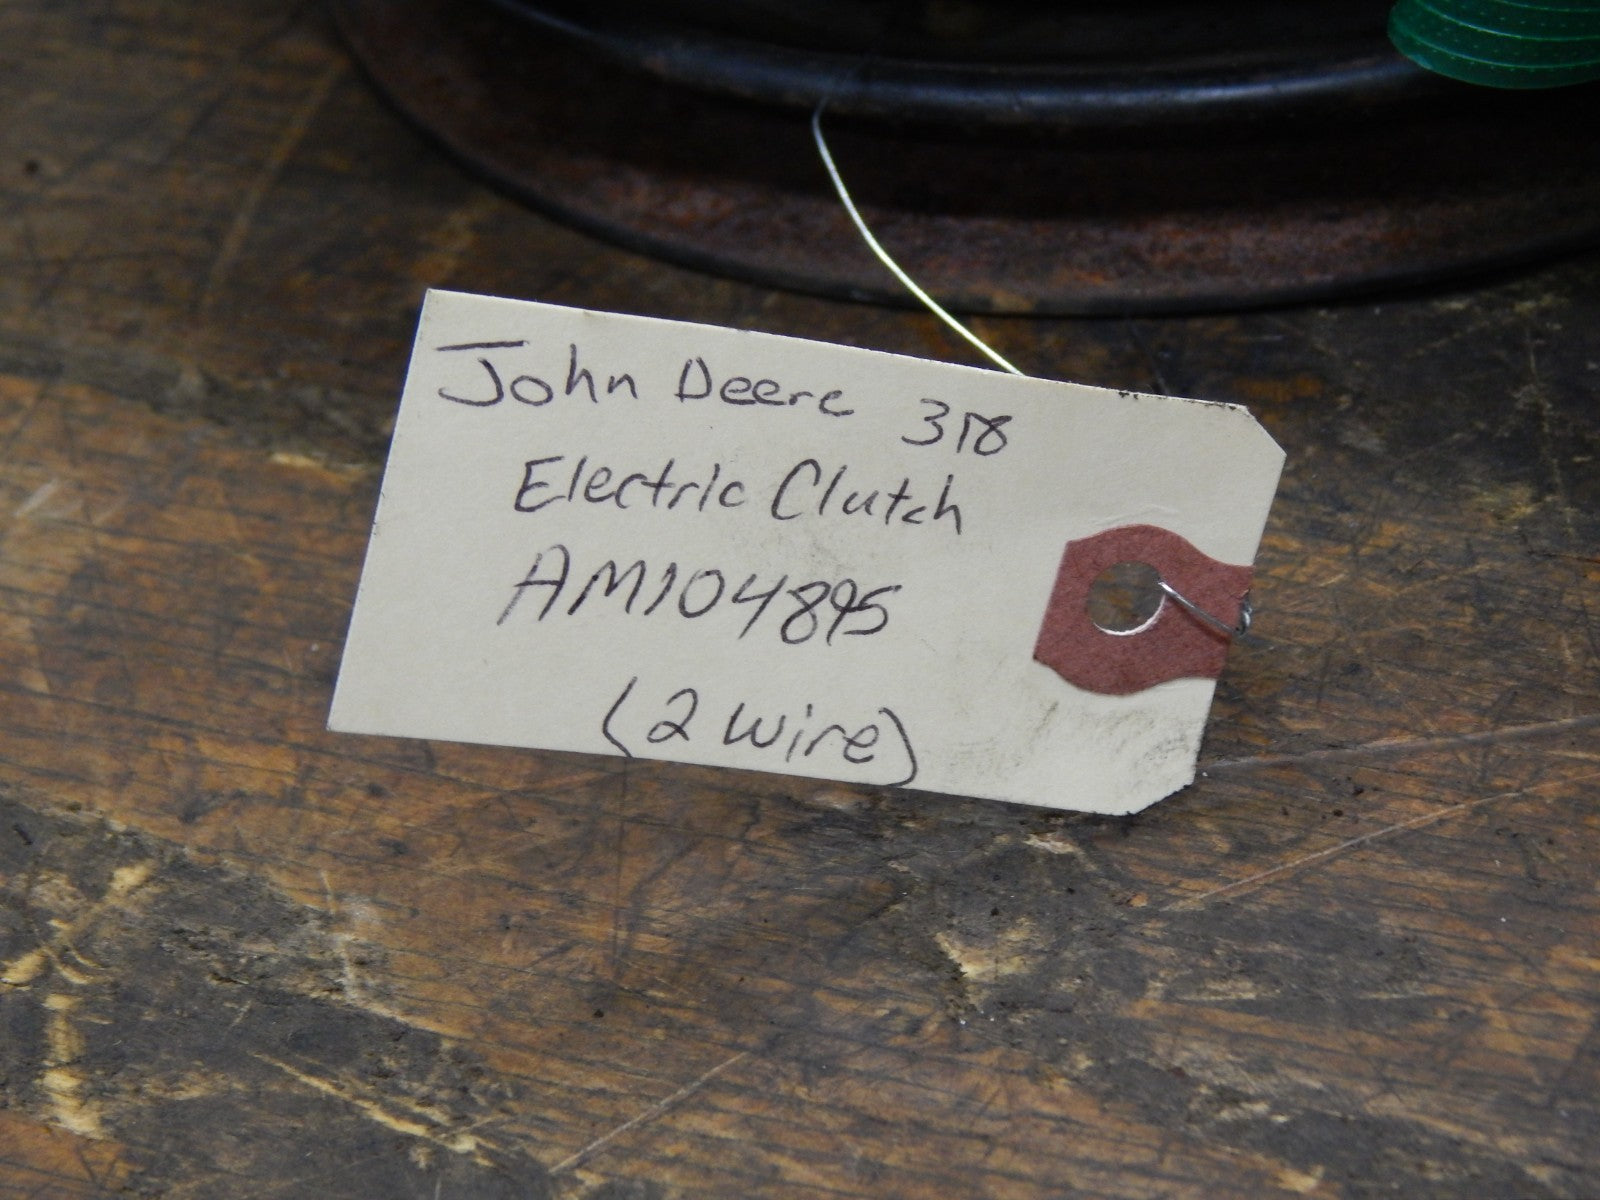 John Deere 318
Electric Clutch
AM104895
(2 wire)